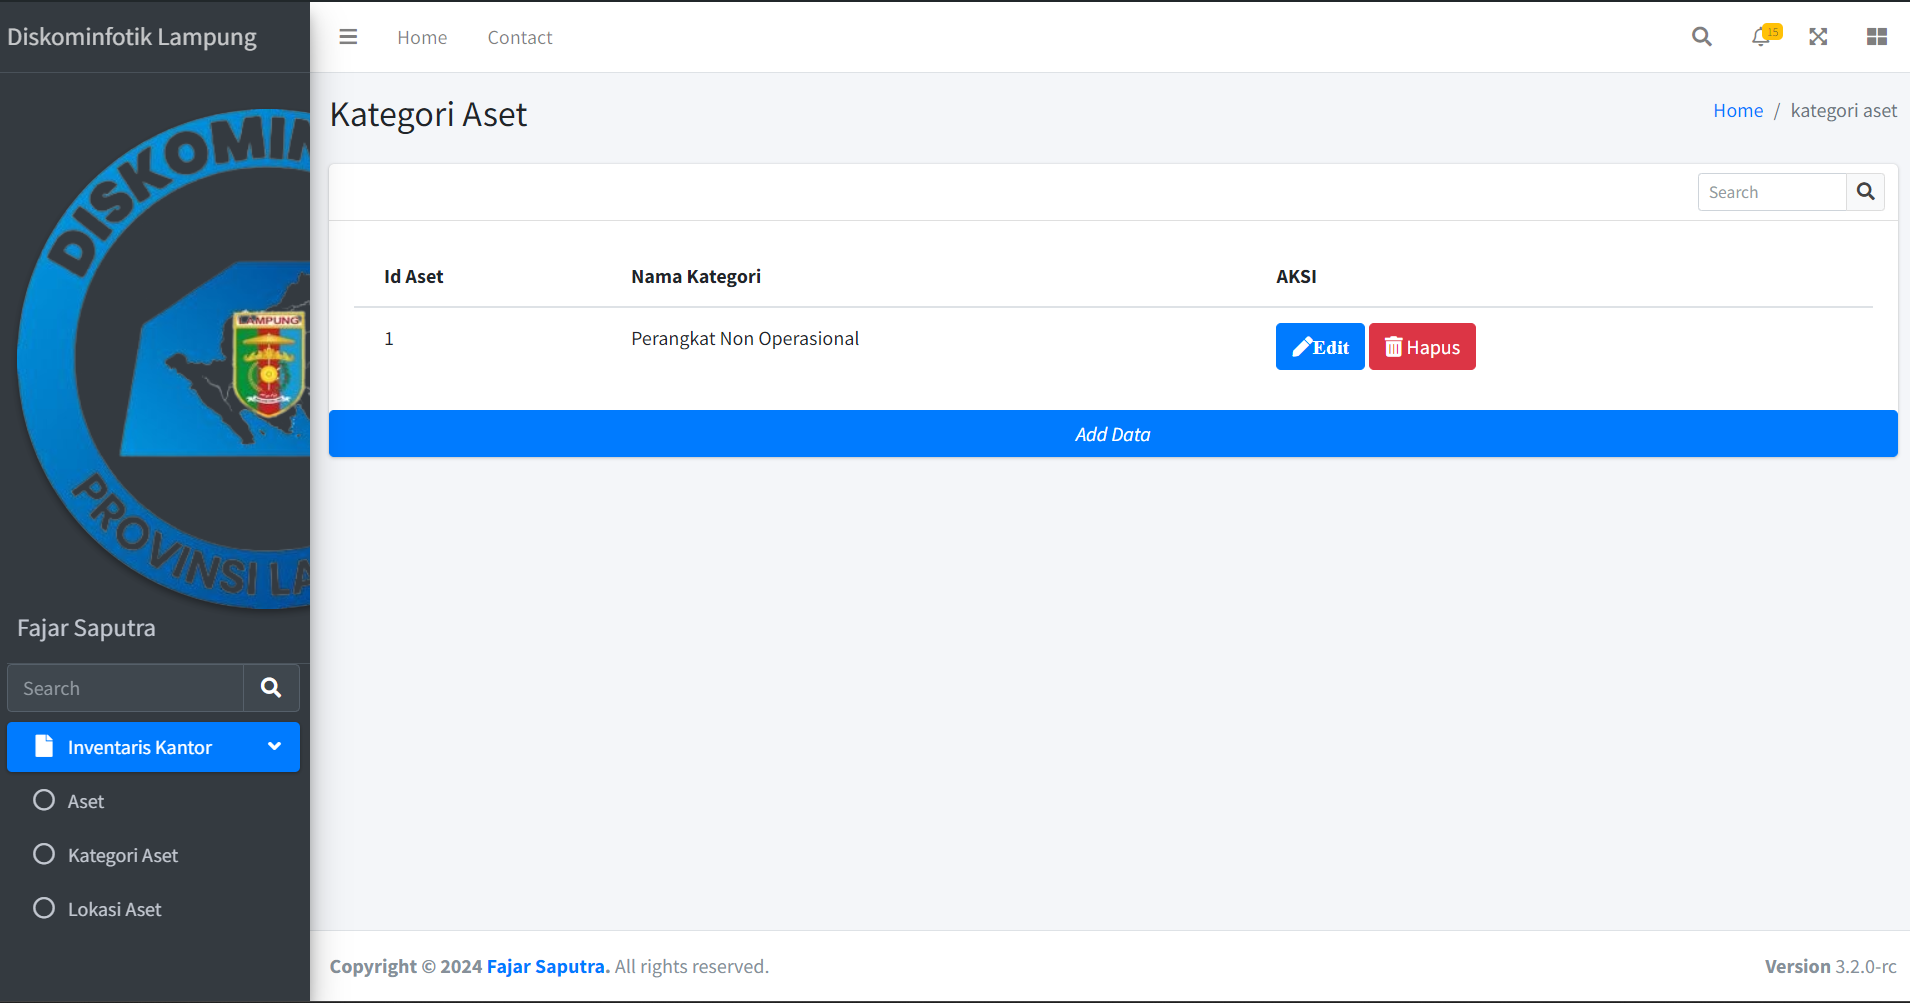 Diskominfotik Lampung
Home Contact
15
Kategori Aset
Home / kategori aset
DISKOMIN
LAMPUNG
PROVINSI LA
Search
Id Aset Nama Kategori AKSI
1 Perangkat Non Operasional Edit Hapus
Add Data
Fajar Saputra
Search
Inventaris Kantor
Aset
Kategori Aset
Lokasi Aset
Copyright © 2024 Fajar Saputra. All rights reserved.
Version 3.2.0-rc